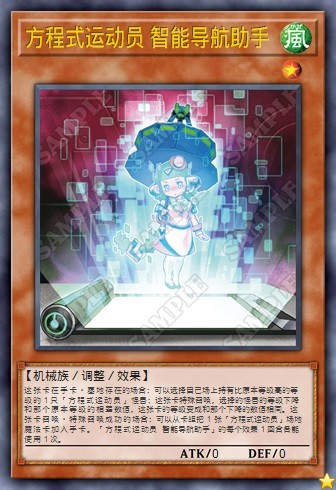 方程式运动员 智能导航助手
風
SAMPLE
【机械族／调整／效果】
这张卡在手卡・墓地存在的场合：可以选择自己场上持有比原本等级高的等
级的１只「方程式运动员」怪兽；这张卡特殊召唤，选择的怪兽的等级下降
和那个原本等级的相差数值，这张卡的等级变成和那个下降的数值相同。这
张卡召唤・特殊召唤成功的场合：可以从卡组把１张「方程式运动员」场地
魔法卡加入手卡。「方程式运动员 智能导航助手」的每个效果１回合各能
使用１次。
ATK/0 DEF/0